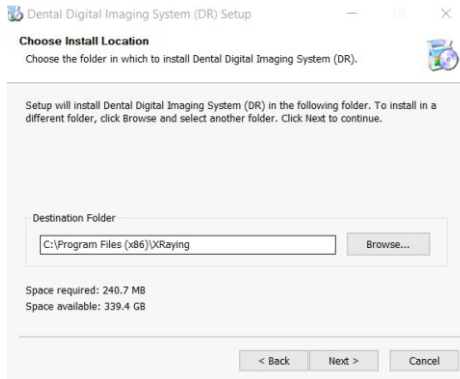 Dental Digital Imaging System (DR) Setup
Choose Install Location
Choose the folder in which to install Dental Digital Imaging System (DR).
Setup will install Dental Digital Imaging System (DR) in the following folder. To install in a
different folder, click Browse and select another folder. Click Next to continue.
Destination Folder
C:\Program Files (x86)\XRaying
Browse...
Space required: 240.7 MB
Space available: 339.4 GB
< Back
Next >
Cancel